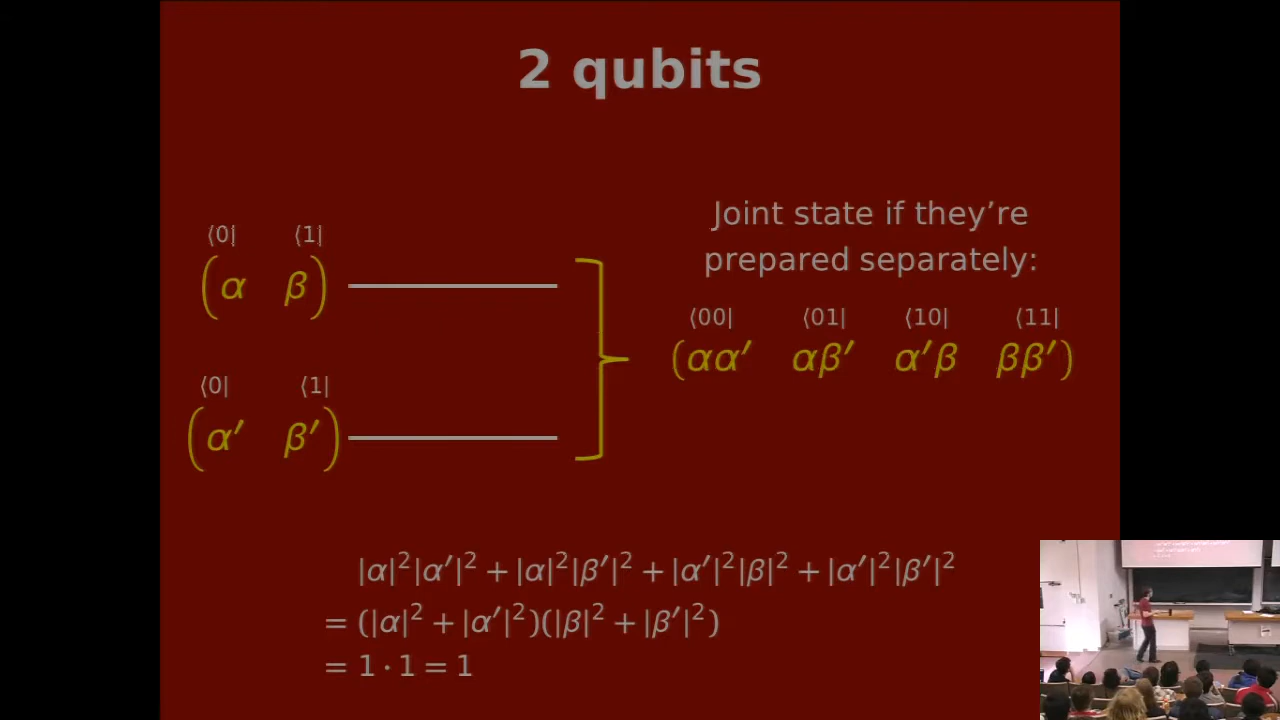 2 qubits
Joint state if they're
prepared separately:
⟨0| ⟨1|
(α β)
⟨00| ⟨01| ⟨10| ⟨11|
(αα′ αβ′ α′β ββ′)
⟨0| ⟨1|
(α′ β′)
|α|²|α′|² + |α|²|β′|² + |α′|²|β|² + |α′|²|β′|²
= (|α|² + |α′|²)(|β|² + |β′|²)
= 1 · 1 = 1